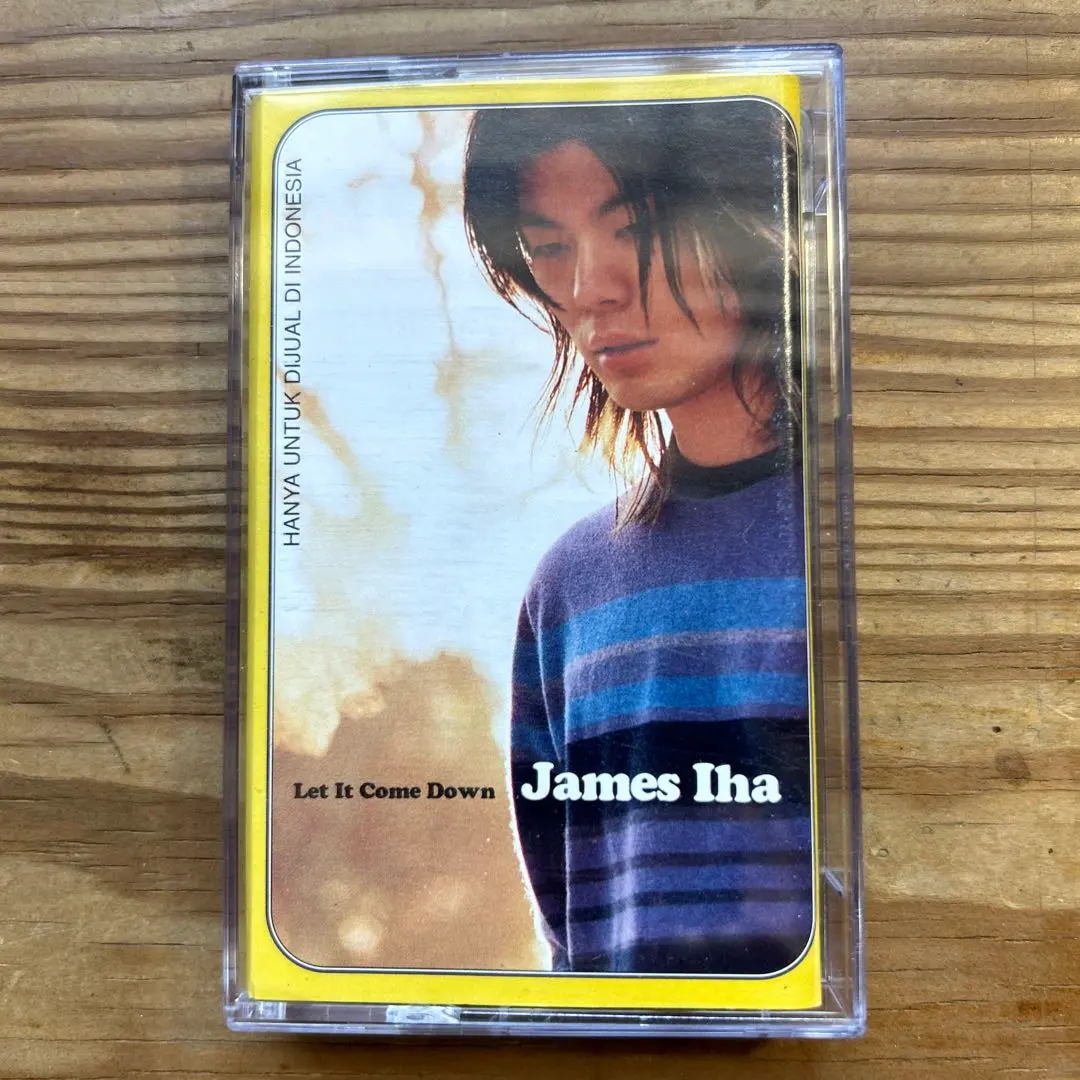 HANYA UNTUK DIJUAL DI INDONESIA
Let It Come Down
James Iha